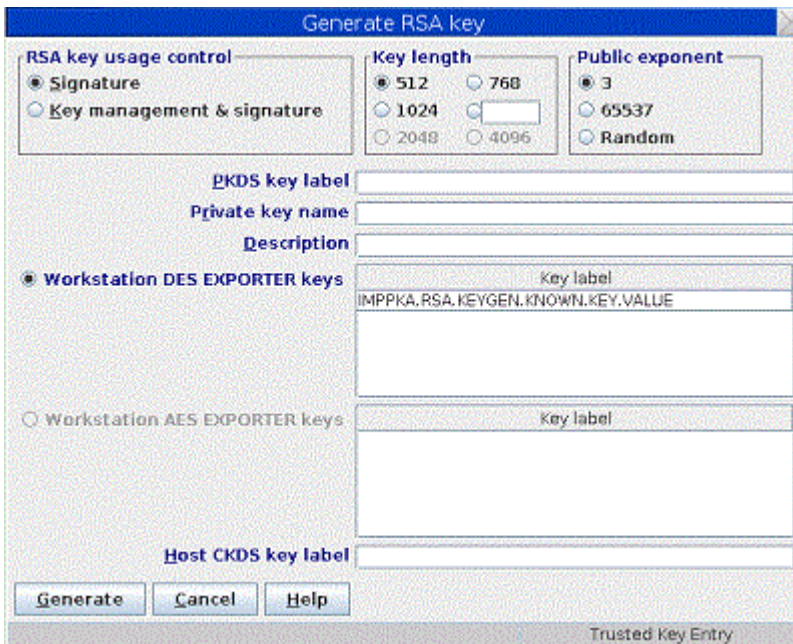 Generate RSA key
RSA key usage control
Signature
Key management & signature
Key length
512 768
1024
2048 4096
Public exponent
3
65537
Random
PKDS key label
Private key name
Description
Workstation DES EXPORTER keys
Key label
IMPPKA.RSA.KEYGEN.KNOWN.KEY.VALUE
Workstation AES EXPORTER keys
Key label
Host CKDS key label
Generate Cancel Help
Trusted Key Entry